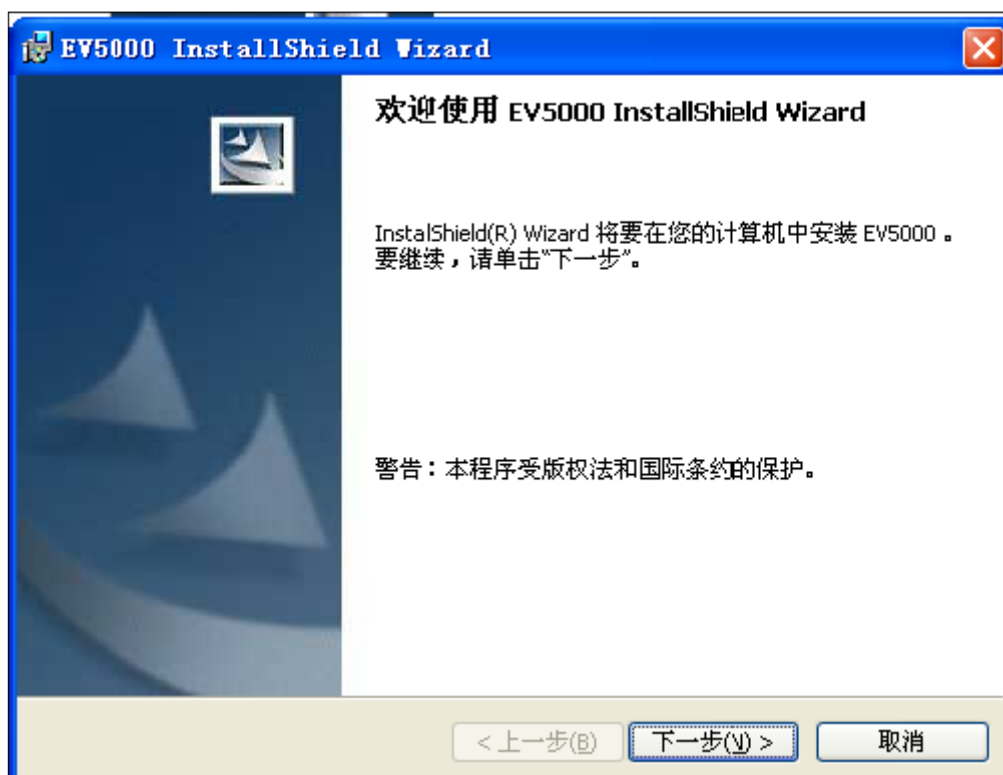 EV5000 InstallShield Wizard
欢迎使用 EV5000 InstallShield Wizard
InstalShield(R) Wizard 将要在您的计算机中安装 EV5000 。
要继续，请单击“下一步”。
警告：本程序受版权法和国际条约的保护。
< 上一步(B) 下一步(N) > 取消